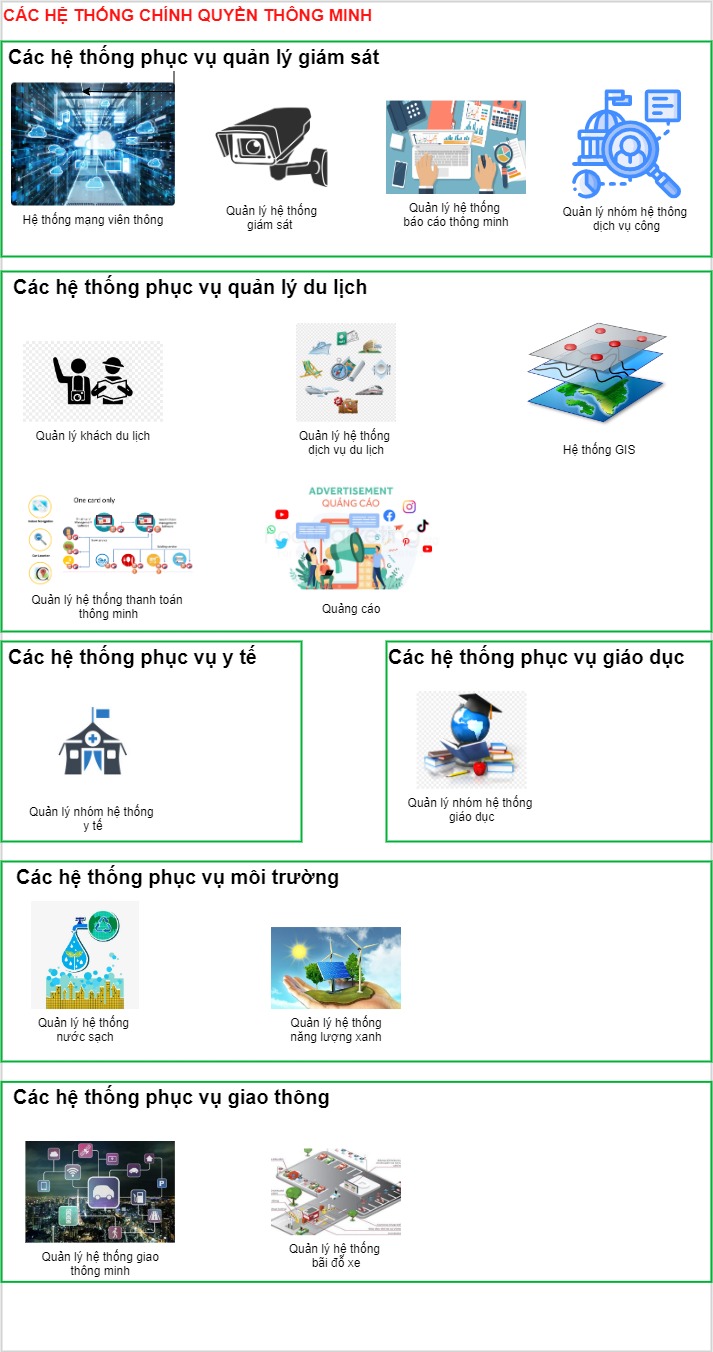 CÁC HỆ THỐNG CHÍNH QUYỀN THÔNG MINH
Các hệ thống phục vụ quản lý giám sát
Hệ thống mạng viên thông
Quản lý hệ thống
giám sát
Quản lý hệ thống
báo cáo thông minh
Quản lý nhóm hệ thông
dịch vụ công
Các hệ thống phục vụ quản lý du lịch
Quản lý khách du lịch
Quản lý hệ thống
dịch vụ du lịch
Hệ thống GIS
One card only
Quản lý hệ thống thanh toán
thông minh
ADVERTISEMENT
QUẢNG CÁO
Quảng cáo
Các hệ thống phục vụ y tế
Quản lý nhóm hệ thống
y tế
Các hệ thống phục vụ giáo dục
Quản lý nhóm hệ thống
giáo dục
Các hệ thống phục vụ môi trường
Quản lý hệ thống
nước sạch
Quản lý hệ thống
năng lượng xanh
Các hệ thống phục vụ giao thông
Quản lý hệ thống giao
thông minh
P
Quản lý hệ thống
bãi đỗ xe